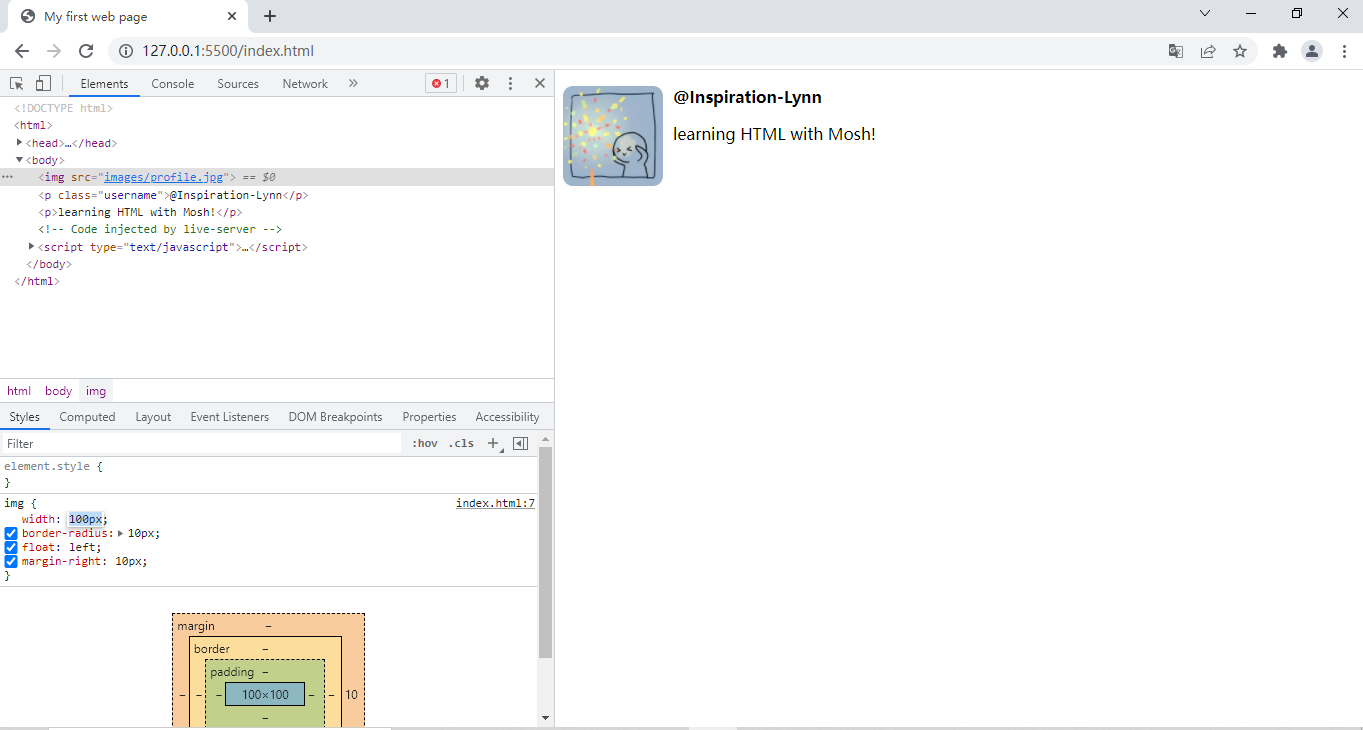 My first web page
127.0.0.1:5500/index.html
Elements Console Sources Network 1
<!DOCTYPE html>
<html>
<head>…</head>
<body>
<img src="images/profile.jpg"> == $0
<p class="username">@Inspiration-Lynn</p>
<p>learning HTML with Mosh!</p>
<!-- Code injected by live-server -->
<script type="text/javascript">…</script>
</body>
</html>
html body img
Styles Computed Layout Event Listeners DOM Breakpoints Properties Accessibility
Filter :hov .cls
element.style {
}
img { index.html:7
width: 100px;
border-radius: 10px;
float: left;
margin-right: 10px;
}
margin –
border –
padding –
– – – 100×100 – – 10
–
@Inspiration-Lynn
learning HTML with Mosh!